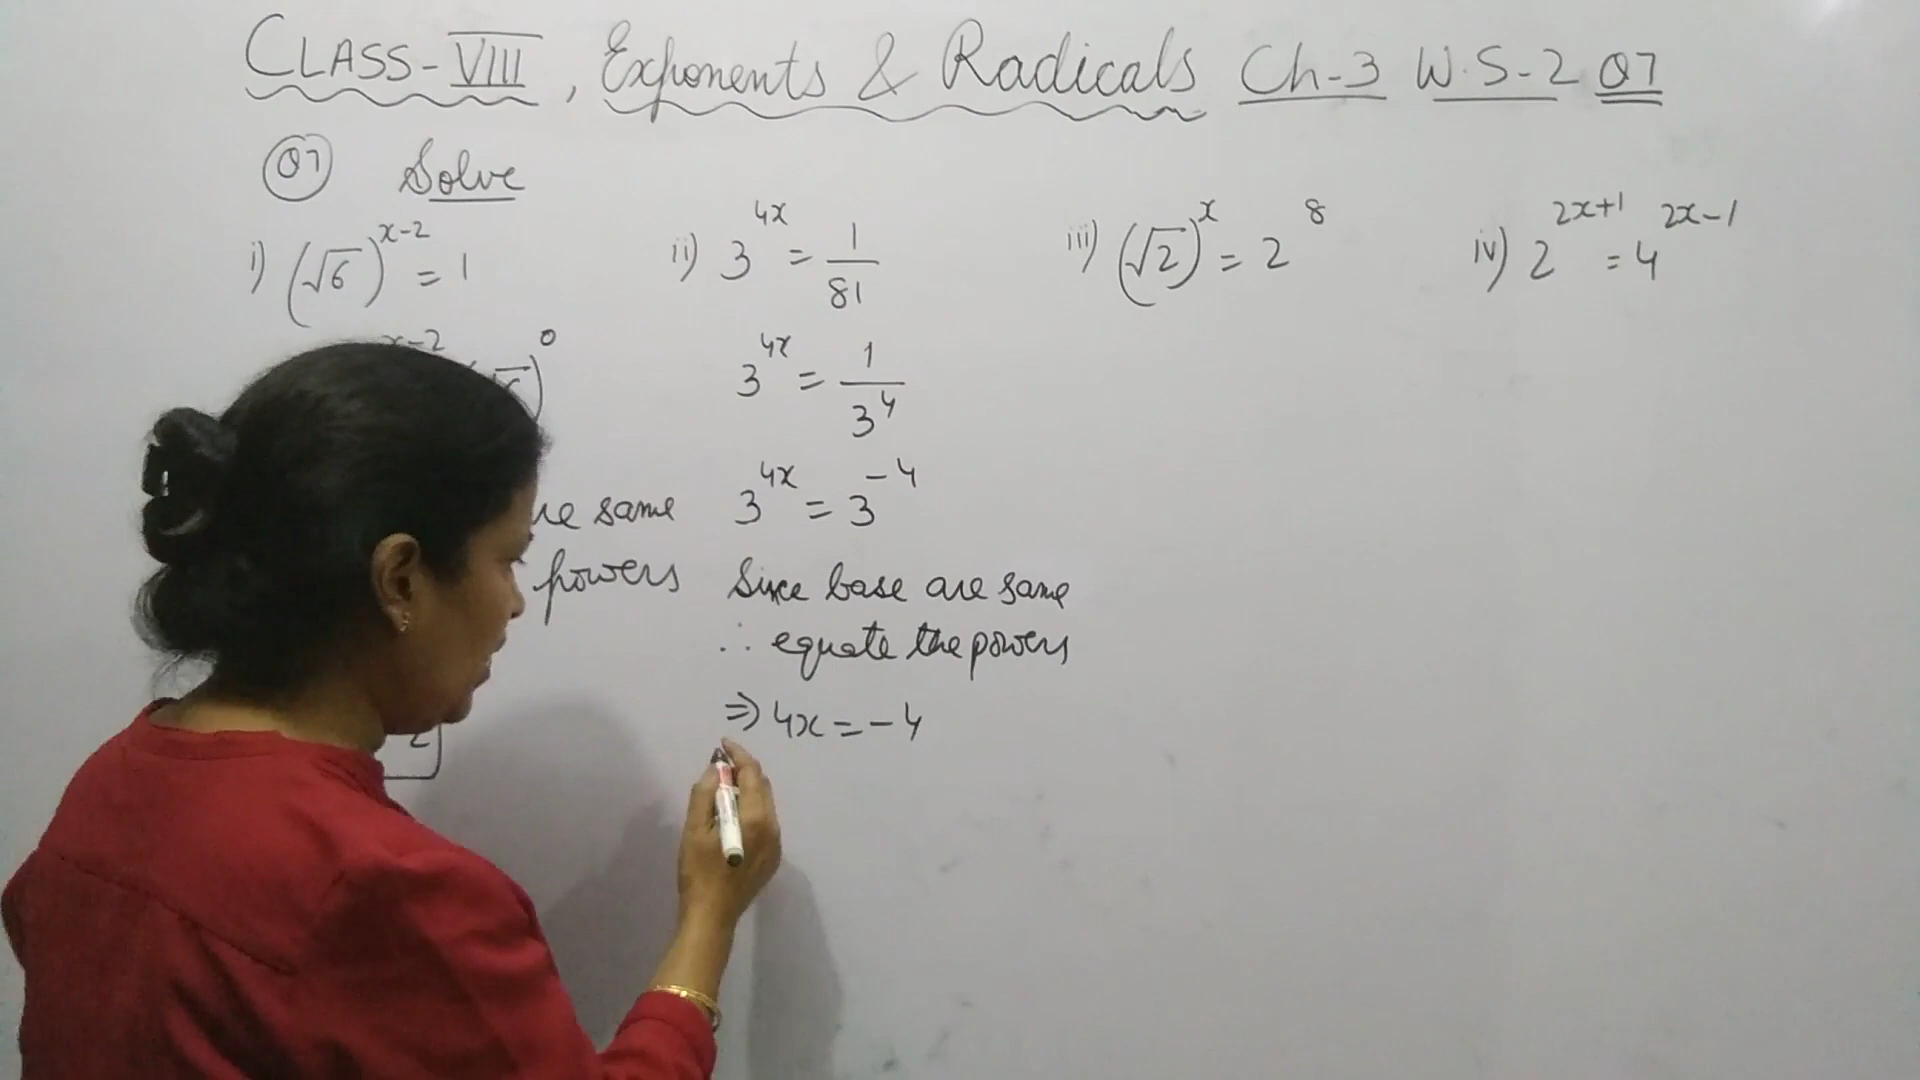 CLASS-VIII, Exponents & Radicals Ch-3 W.S-2 Q7
Q7 Solve
i) (√6)^{x-2} = 1
ii) 3^{4x} = 1/81
iii) (√2)^x = 2^8
iv) 2^{2x+1} = 4^{2x-1}
x-2 0
same
powers
2
3^{4x} = 1/3^4
3^{4x} = 3^{-4}
Since base are same
∴ equate the powers
⇒ 4x = -4